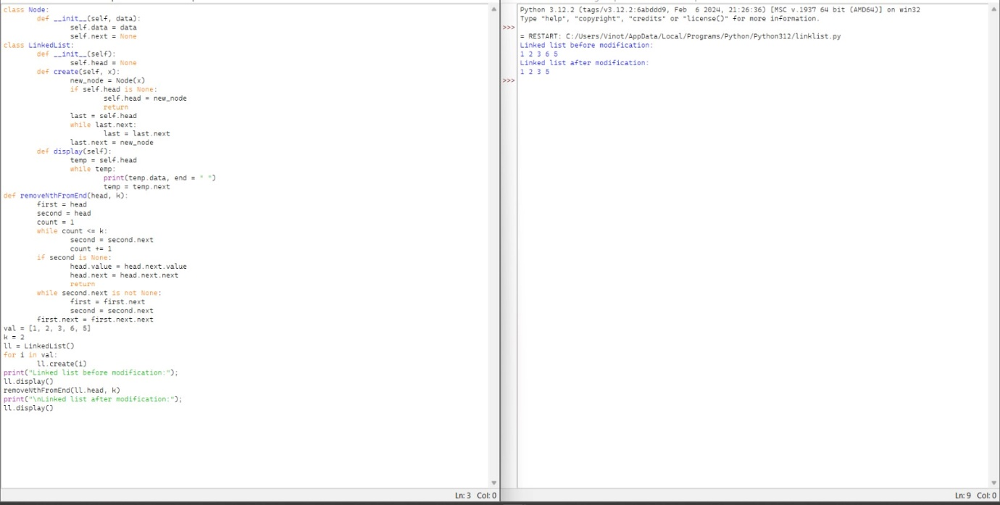 class Node:
        def __init__(self, data):
                self.data = data
                self.next = None
class LinkedList:
        def __init__(self):
                self.head = None
        def create(self, x):
                new_node = Node(x)
                if self.head is None:
                        self.head = new_node
                        return
                last = self.head
                while last.next:
                        last = last.next
                last.next = new_node
        def display(self):
                temp = self.head
                while temp:
                        print(temp.data, end = " ")
                        temp = temp.next
def removeNthFromEnd(head, k):
        first = head
        second = head
        count = 1
        while count <= k:
                second = second.next
                count += 1
        if second is None:
                head.value = head.next.value
                head.next = head.next.next
                return
        while second.next is not None:
                first = first.next
                second = second.next
        first.next = first.next.next
val = [1, 2, 3, 6, 5]
k = 2
ll = LinkedList()
for i in val:
        ll.create(i)
print("Linked list before modification:");
ll.display()
removeNthFromEnd(ll.head, k)
print("\nLinked list after modification:");
ll.display()
Ln: 3 Col: 0
Python 3.12.2 (tags/v3.12.2:6abddd9, Feb  6 2024, 21:26:36) [MSC v.1937 64 bit (AMD64)] on win32
Type "help", "copyright", "credits" or "license()" for more information.
>>>
= RESTART: C:/Users/Vinot/AppData/Local/Programs/Python/Python312/linklist.py
Linked list before modification:
1 2 3 6 5
Linked list after modification:
1 2 3 5
>>>
Ln: 9 Col: 0